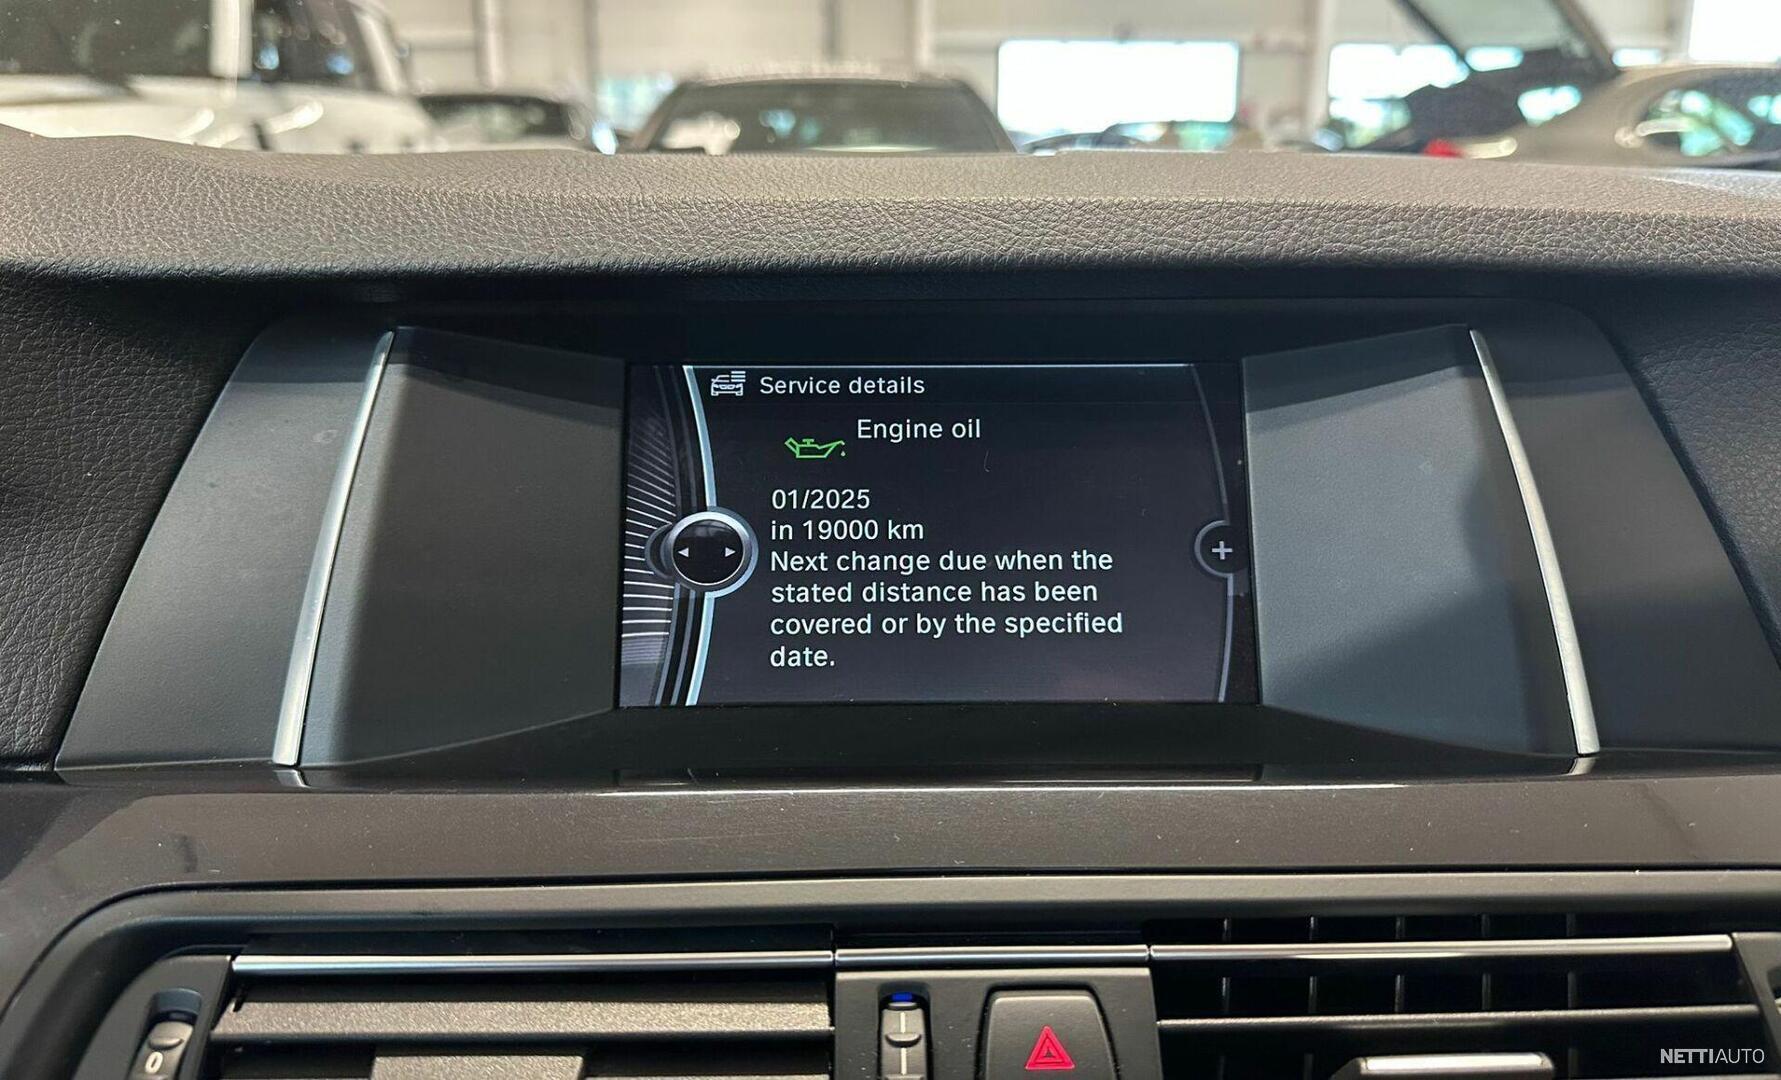 Service details
Engine oil
01/2025
in 19000 km
Next change due when the
stated distance has been
covered or by the specified
date.
0
NETTIAUTO